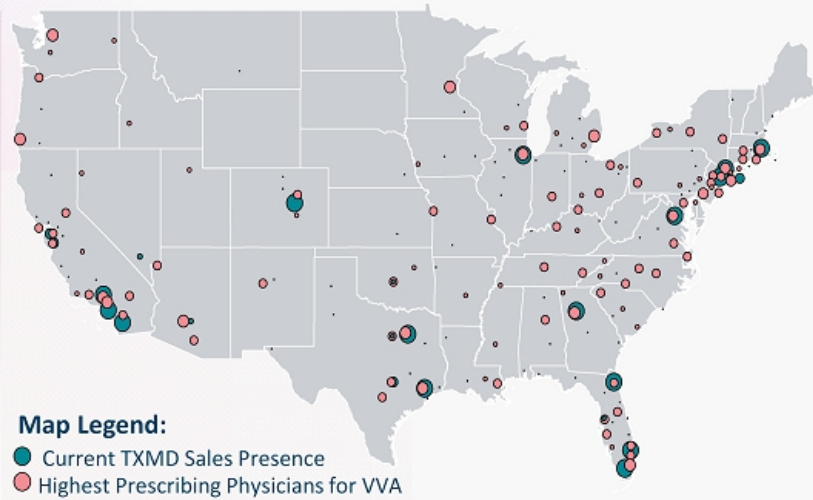 Map Legend:
Current TXMD Sales Presence
Highest Prescribing Physicians for VVA